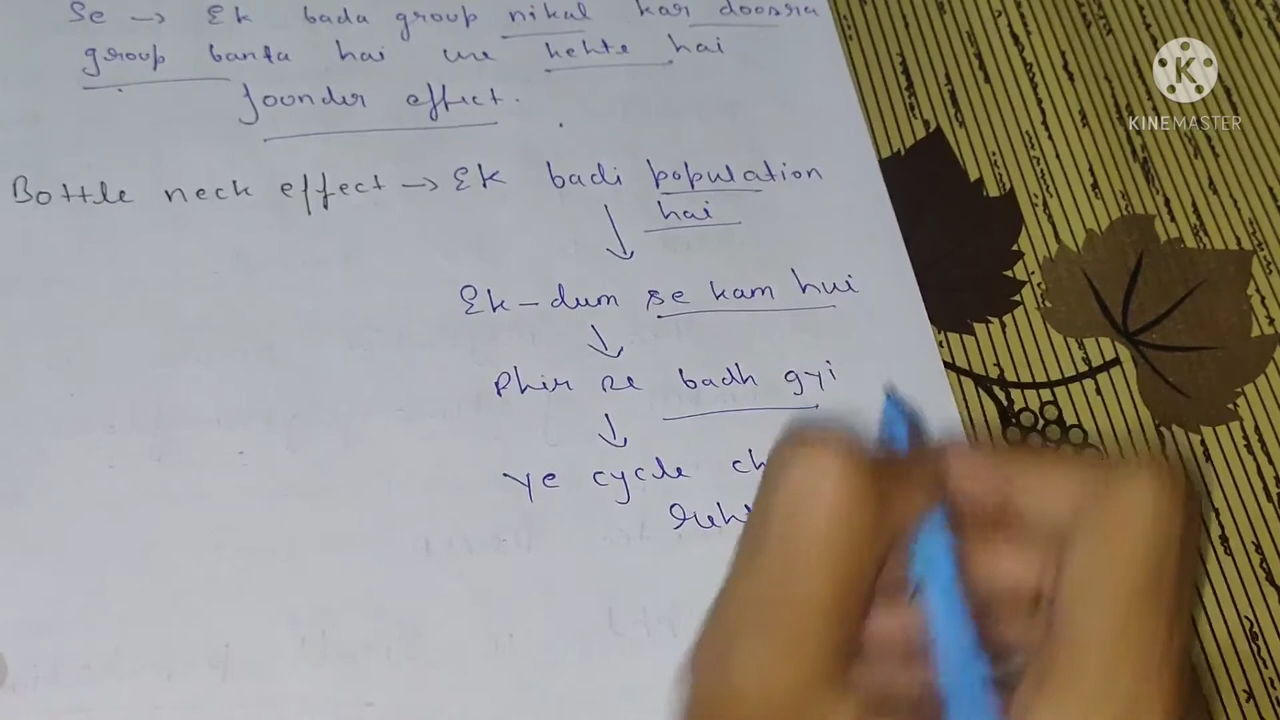 Se → Ek bada group nikal kar doosra
group banta hai use kehte hai
founder effect.
Bottle neck effect → Ek badi population
hai
Ek-dum se kam hui
Phir se badh gyi
Ye cycle
K
KINEMASTER